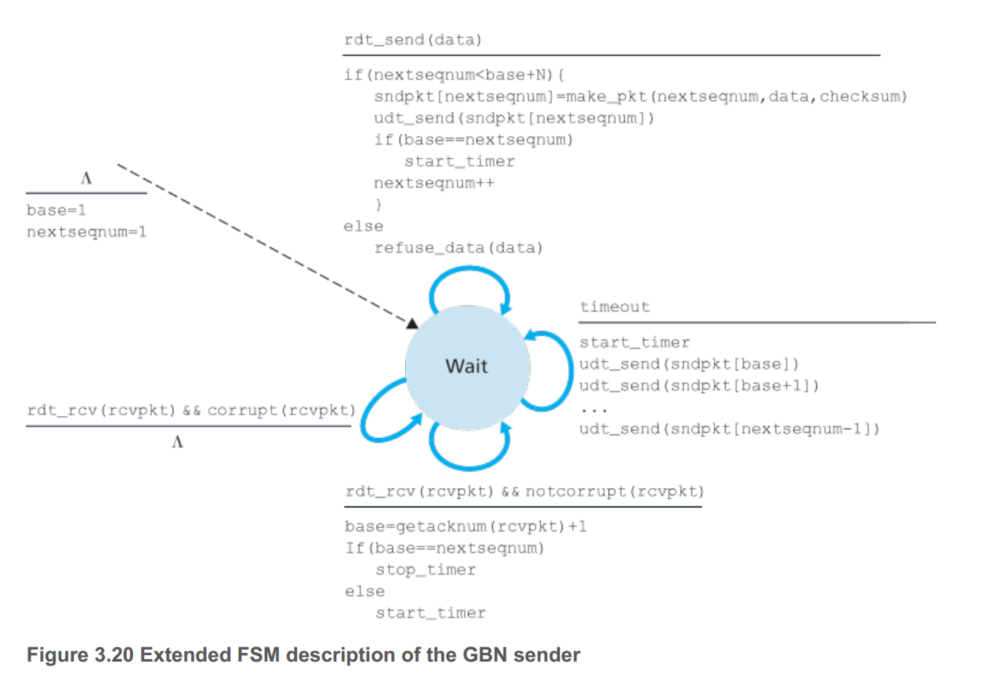 rdt_send(data)
if(nextseqnum<base+N){
sndpkt[nextseqnum]=make_pkt(nextseqnum,data,checksum)
udt_send(sndpkt[nextseqnum])
if(base==nextseqnum)
start_timer
nextseqnum++
}
else
refuse_data(data)
Λ
base=1
nextseqnum=1
timeout
start_timer
udt_send(sndpkt[base])
udt_send(sndpkt[base+1])
...
udt_send(sndpkt[nextseqnum-1])
Wait
rdt_rcv(rcvpkt) && corrupt(rcvpkt)
Λ
rdt_rcv(rcvpkt) && notcorrupt(rcvpkt)
base=getacknum(rcvpkt)+1
If(base==nextseqnum)
stop_timer
else
start_timer
Figure 3.20 Extended FSM description of the GBN sender